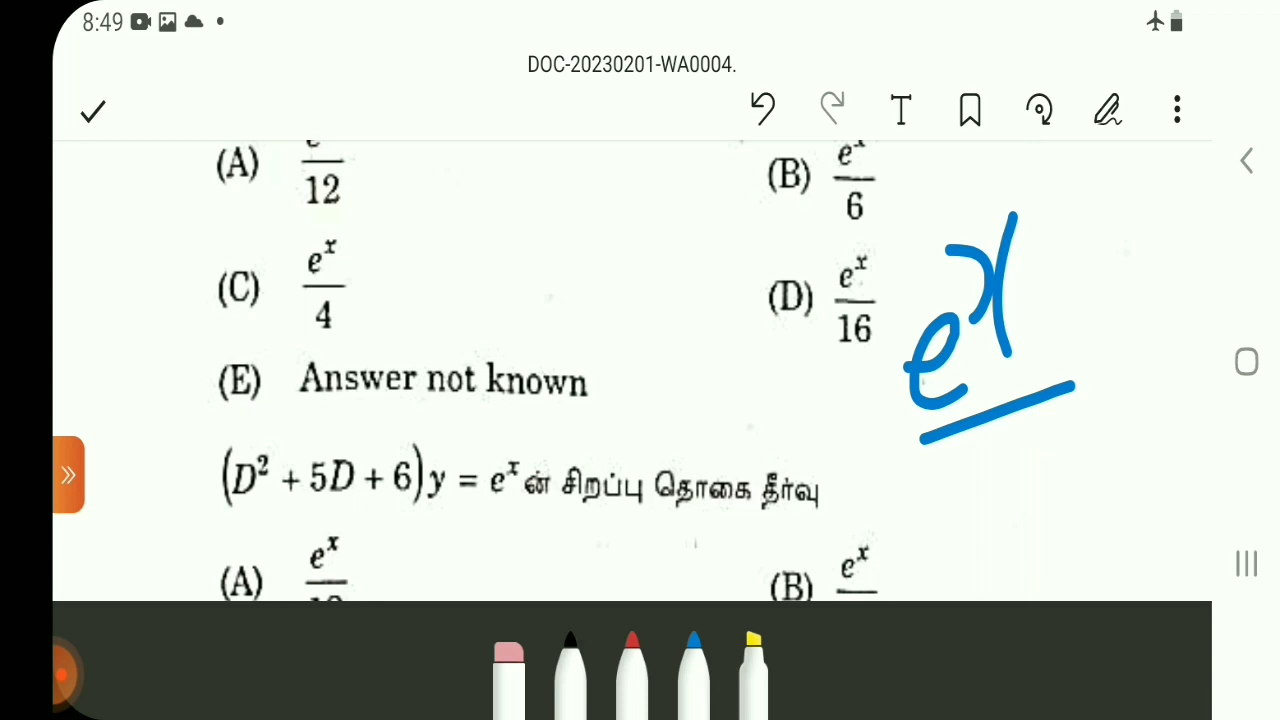 8:49
DOC-20230201-WA0004.
(A) e/12 (B) e^x/6
(C) e^x/4 (D) e^x/16
e^x
(E) Answer not known
(D² + 5D + 6)y = e^x ன் சிறப்பு தொகை தீர்வு
(A) e^x (B) e^x